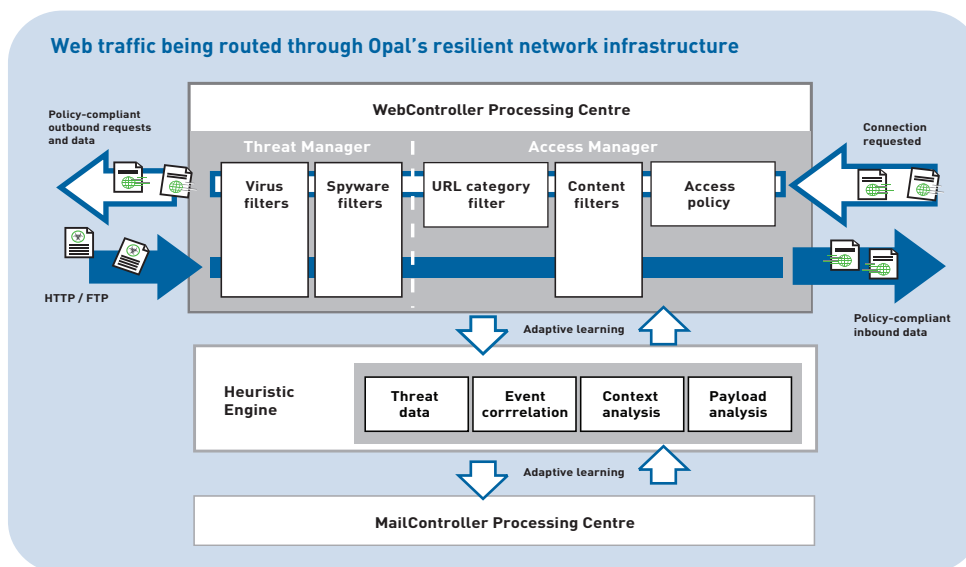 Web traffic being routed through Opal's resilient network infrastructure
WebController Processing Centre
Policy-compliant
outbound requests
and data
Connection
requested
Threat Manager
Access Manager
Virus
filters
Spyware
filters
URL category
filter
Content
filters
Access
policy
HTTP / FTP
Policy-compliant
inbound data
Adaptive learning
Heuristic
Engine
Threat
data
Event
corrrelation
Context
analysis
Payload
analysis
Adaptive learning
MailController Processing Centre